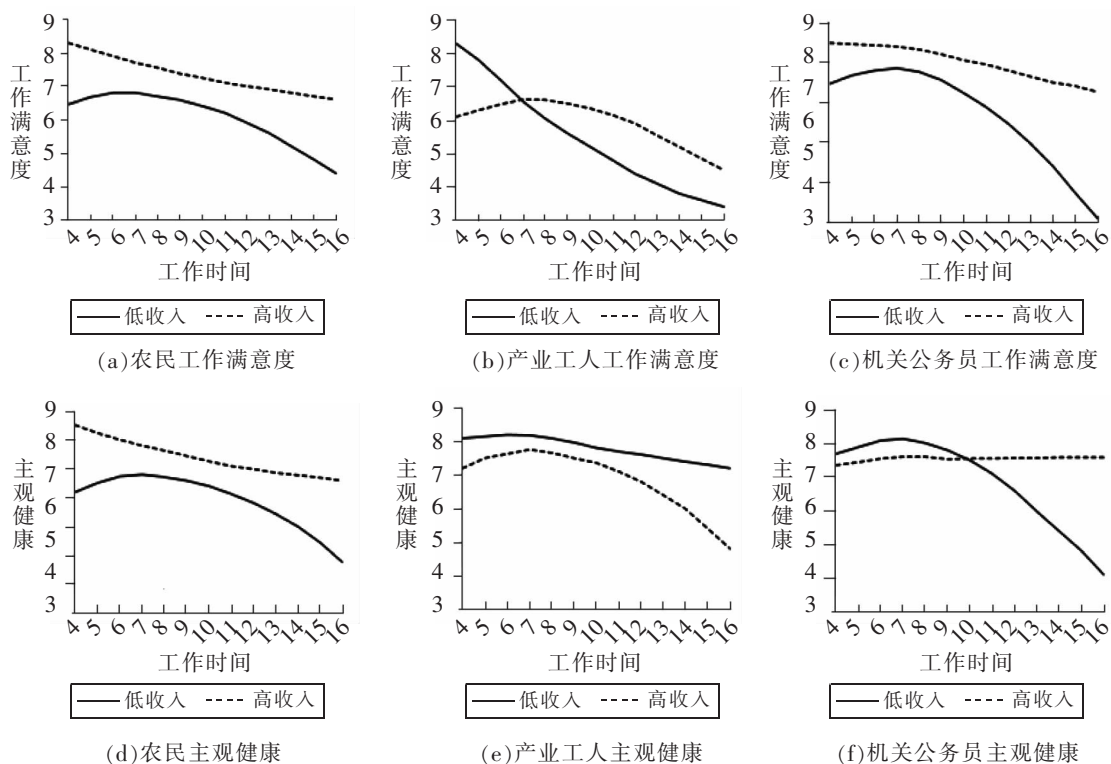 9
8
7
6
5
4
3
工作满意度
4 5 6 7 8 9 10 11 12 13 14 15 16
工作时间
低收入 高收入
(a)农民工作满意度
9
8
7
6
5
4
3
工作满意度
4 5 6 7 8 9 10 11 12 13 14 15 16
工作时间
低收入 高收入
(b)产业工人工作满意度
9
8
7
6
5
4
3
工作满意度
4 5 6 7 8 9 10 11 12 13 14 15 16
工作时间
低收入 高收入
(c)机关公务员工作满意度
9
8
7
6
5
4
3
主观健康
4 5 6 7 8 9 10 11 12 13 14 15 16
工作时间
低收入 高收入
(d)农民主观健康
9
8
7
6
5
4
3
主观健康
4 5 6 7 8 9 10 11 12 13 14 15 16
工作时间
低收入 高收入
(e)产业工人主观健康
9
8
7
6
5
4
3
主观健康
4 5 6 7 8 9 10 11 12 13 14 15 16
工作时间
低收入 高收入
(f)机关公务员主观健康